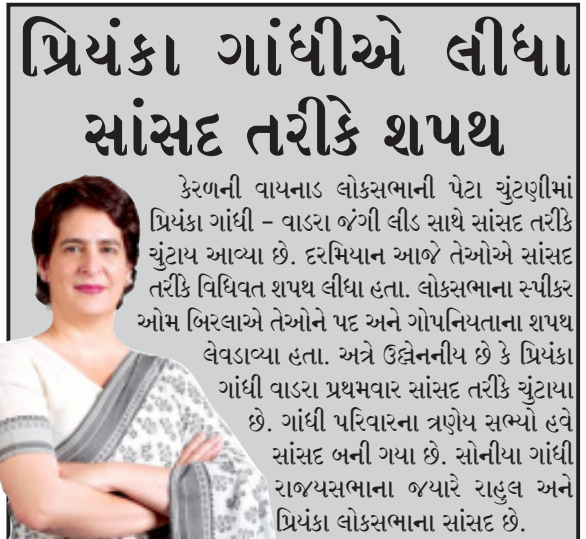 પ્રિયંકા ગાંધીએ લીધા
સાંસદ તરીકે શપથ
કેરળની વાયનાડ લોકસભાની પેટા ચુંટણીમાં
પ્રિયંકા ગાંધી – વાડરા જંગી લીડ સાથે સાંસદ તરીકે
ચુંટાય આવ્યા છે. દરમિયાન આજે તેઓએ સાંસદ
તરીકે વિધિવત શપથ લીધા હતા. લોકસભાના સ્પીકર
ઓમ બિરલાએ તેઓને પદ અને ગોપનિયતાના શપથ
લેવડાવ્યા હતા. અત્રે ઉલ્લેનનીય છે કે પ્રિયંકા
ગાંધી વાડરા પ્રથમવાર સાંસદ તરીકે ચુંટાયા
છે. ગાંધી પરિવારના ત્રણેય સભ્યો હવે
સાંસદ બની ગયા છે. સોનીયા ગાંધી
રાજયસભાના જયારે રાહુલ અને
પ્રિયંકા લોકસભાના સાંસદ છે.